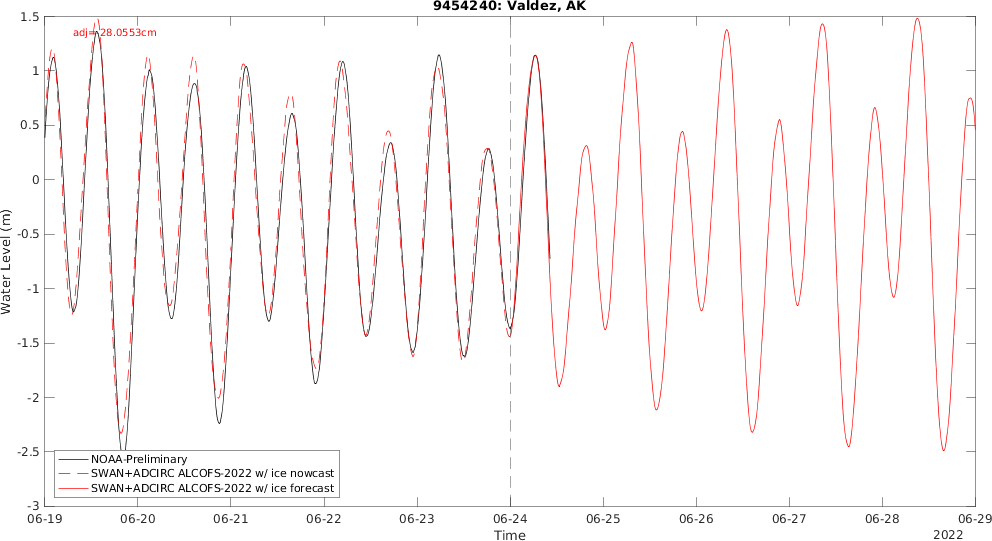 9454240: Valdez, AK
adj=-28.0553cm
1.5
1
0.5
0
-0.5
-1
-1.5
-2
-2.5
-3
Water Level (m)
NOAA-Preliminary
SWAN+ADCIRC ALCOFS-2022 w/ ice nowcast
SWAN+ADCIRC ALCOFS-2022 w/ ice forecast
06-19 06-20 06-21 06-22 06-23 06-24 06-25 06-26 06-27 06-28 06-29
Time
2022